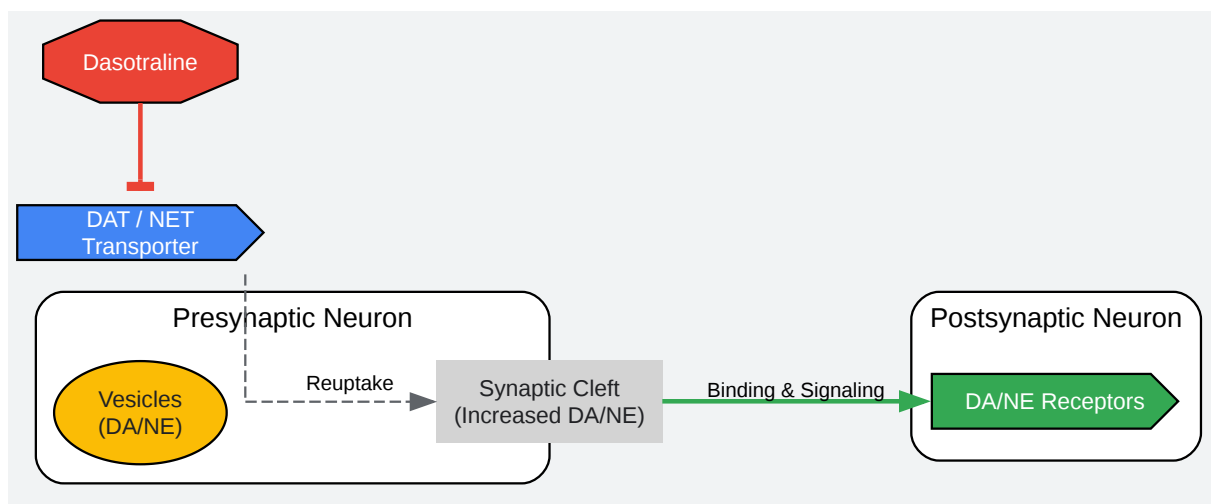 Dasotraline
DAT / NET
Transporter
Presynaptic Neuron
Postsynaptic Neuron
Vesicles
(DA/NE)
Reuptake
Synaptic Cleft
(Increased DA/NE)
Binding & Signaling
DA/NE Receptors